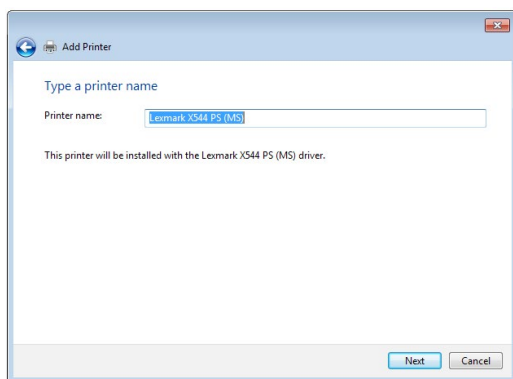 Add Printer
Type a printer name
Printer name: Lexmark X544 PS (MS)
This printer will be installed with the Lexmark X544 PS (MS) driver.
Next Cancel